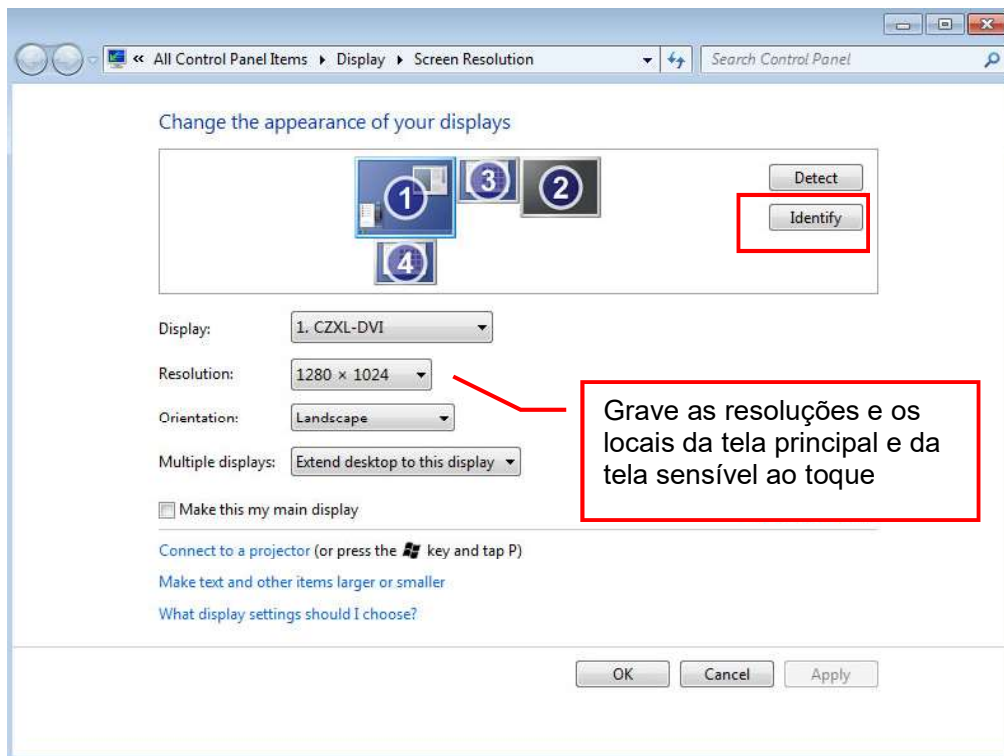 « All Control Panel Items ▸ Display ▸ Screen Resolution
Search Control Panel
Change the appearance of your displays
1
3
2
4
Detect
Identify
Display:
1. CZXL-DVI
Resolution:
1280 × 1024
Orientation:
Landscape
Multiple displays:
Extend desktop to this display
Grave as resoluções e os
locais da tela principal e da
tela sensível ao toque
Make this my main display
Connect to a projector (or press the key and tap P)
Make text and other items larger or smaller
What display settings should I choose?
OK
Cancel
Apply